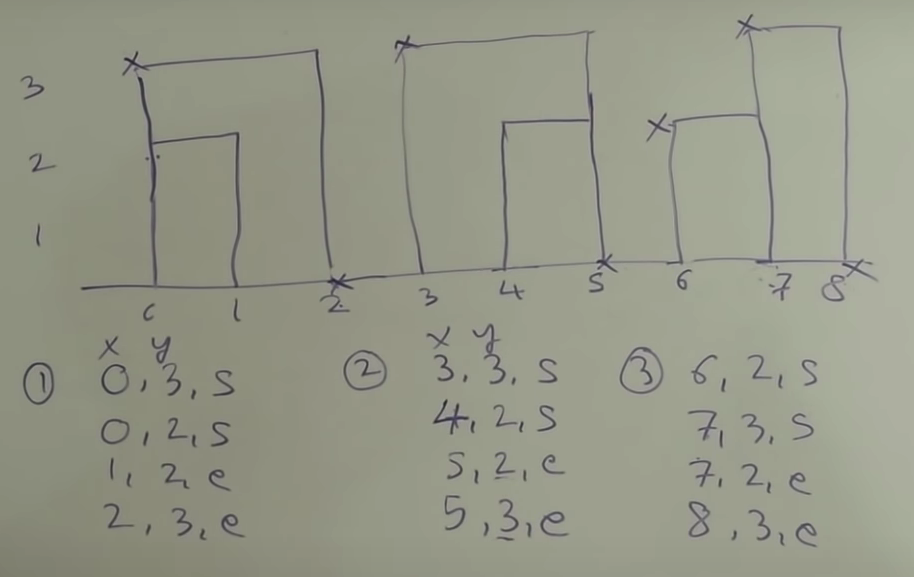 3
2
1
0 1 2 3 4 5 6 7 8
x y x y
① 0, 3, s ② 3, 3, s ③ 6, 2, s
0, 2, s 4, 2, s 7, 3, s
1, 2, e 5, 2, e 7, 2, e
2, 3, e 5, 3, e 8, 3, e